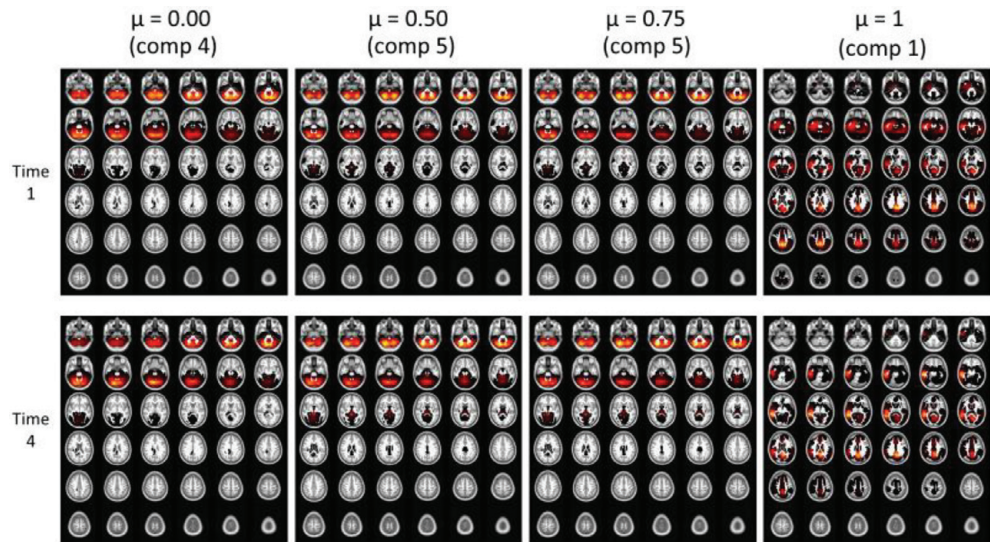 μ = 0.00
(comp 4)
μ = 0.50
(comp 5)
μ = 0.75
(comp 5)
μ = 1
(comp 1)
Time
1
Time
4